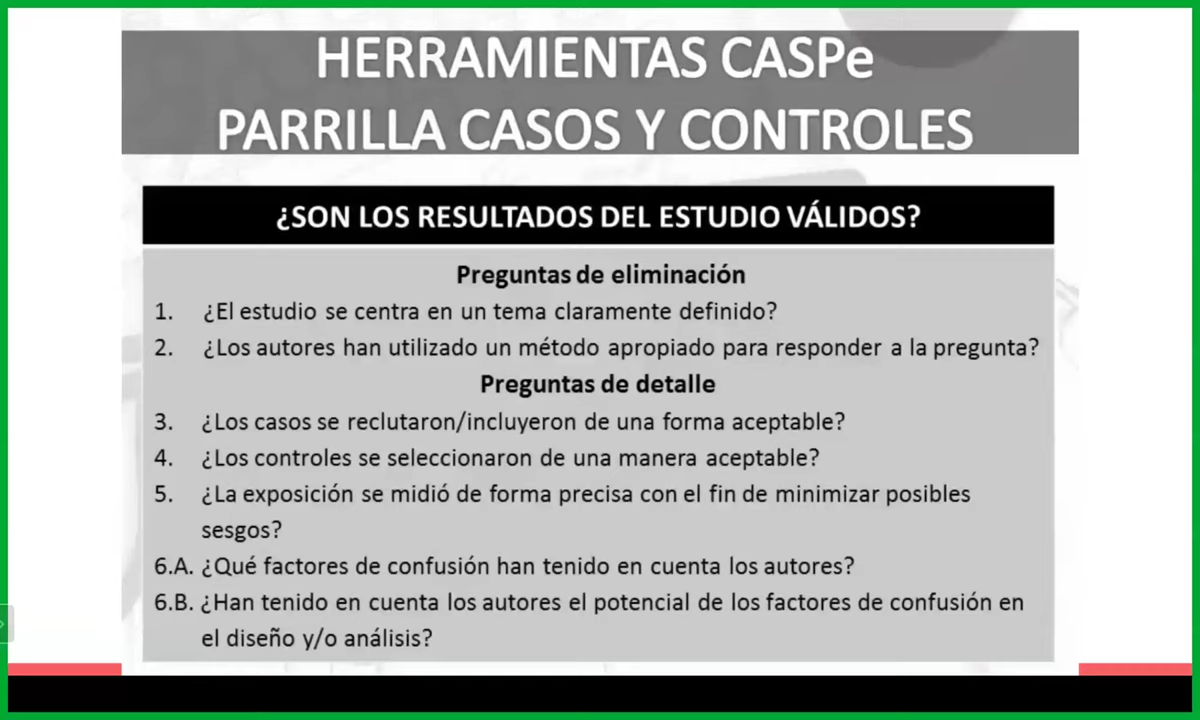 HERRAMIENTAS CASPe
PARRILLA CASOS Y CONTROLES
¿SON LOS RESULTADOS DEL ESTUDIO VÁLIDOS?
Preguntas de eliminación
1. ¿El estudio se centra en un tema claramente definido?
2. ¿Los autores han utilizado un método apropiado para responder a la pregunta?
Preguntas de detalle
3. ¿Los casos se reclutaron/incluyeron de una forma aceptable?
4. ¿Los controles se seleccionaron de una manera aceptable?
5. ¿La exposición se midió de forma precisa con el fin de minimizar posibles
sesgos?
6.A. ¿Qué factores de confusión han tenido en cuenta los autores?
6.B. ¿Han tenido en cuenta los autores el potencial de los factores de confusión en
el diseño y/o análisis?